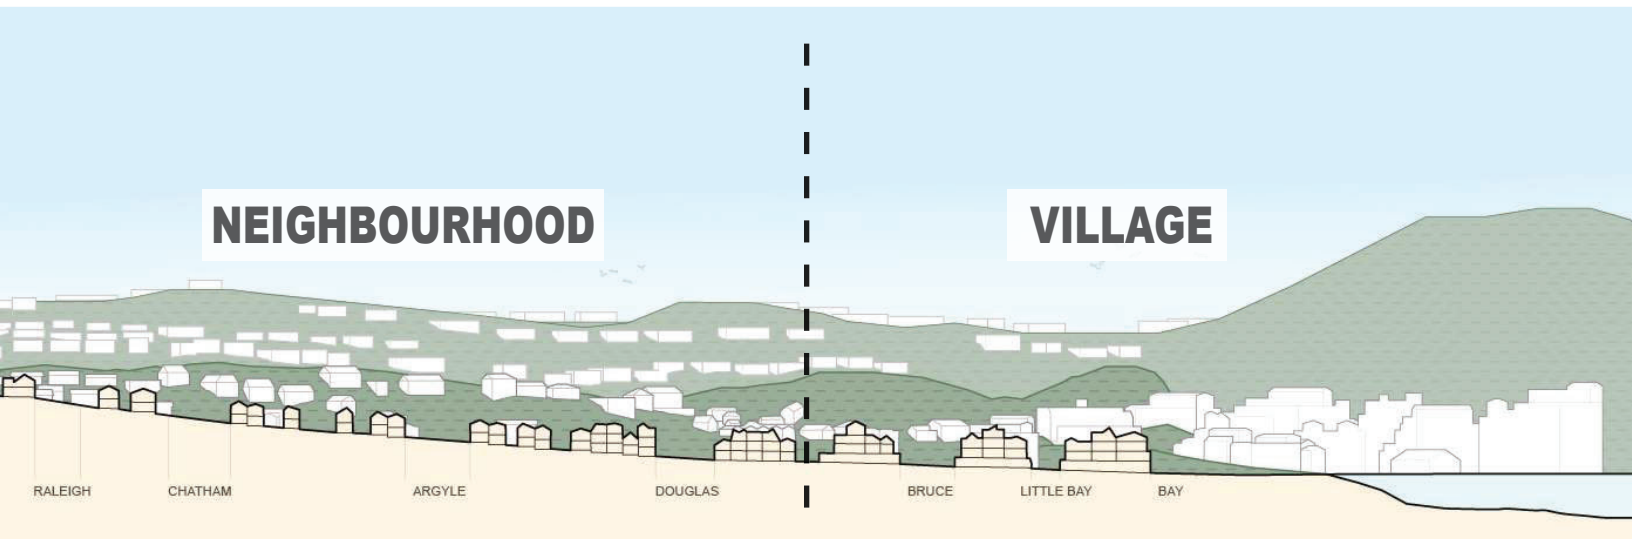 NEIGHBOURHOOD
VILLAGE
RALEIGH
CHATHAM
ARGYLE
DOUGLAS
BRUCE
LITTLE BAY
BAY